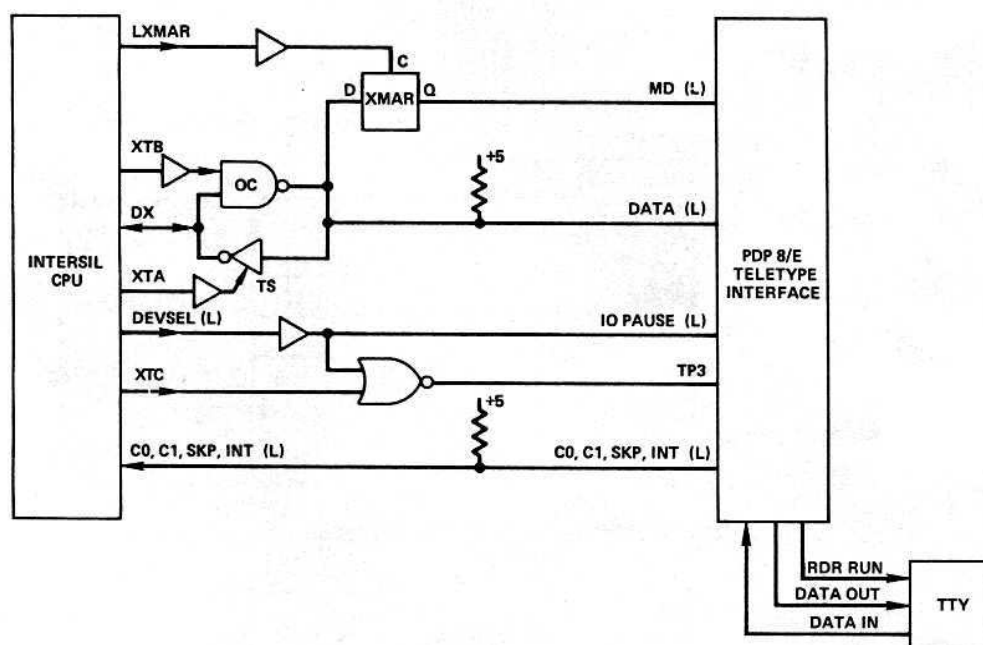 LXMAR
C
D XMAR Q
MD (L)
XTB
OC
+5
DX
DATA (L)
INTERSIL
CPU
TS
XTA
PDP 8/E
TELETYPE
INTERFACE
DEVSEL (L)
IO PAUSE (L)
XTC
TP3
+5
C0, C1, SKP, INT (L)
C0, C1, SKP, INT (L)
RDR RUN
DATA OUT
DATA IN
TTY